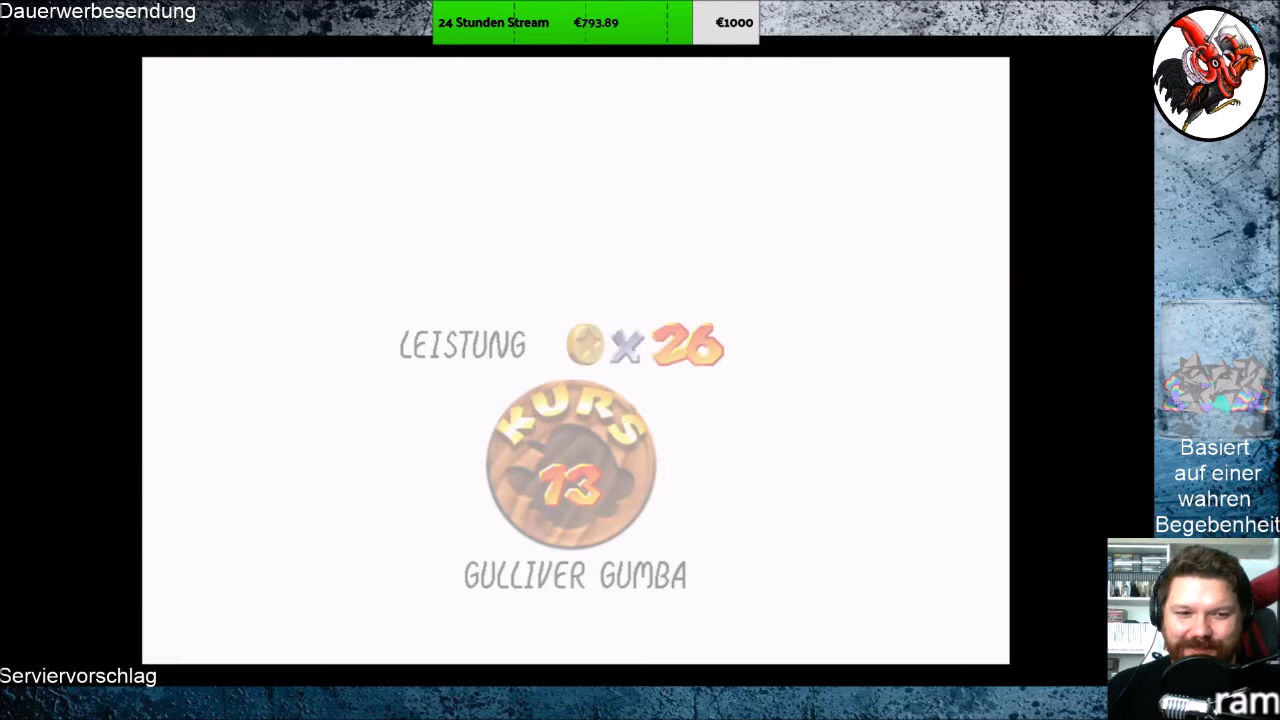 Dauerwerbesendung
24 Stunden Stream €793.89 €1000
LEISTUNG x 26
KURS
13
GULLIVER GUMBA
Basiert
auf einer
wahren
Begebenheit
Serviervorschlag
ram